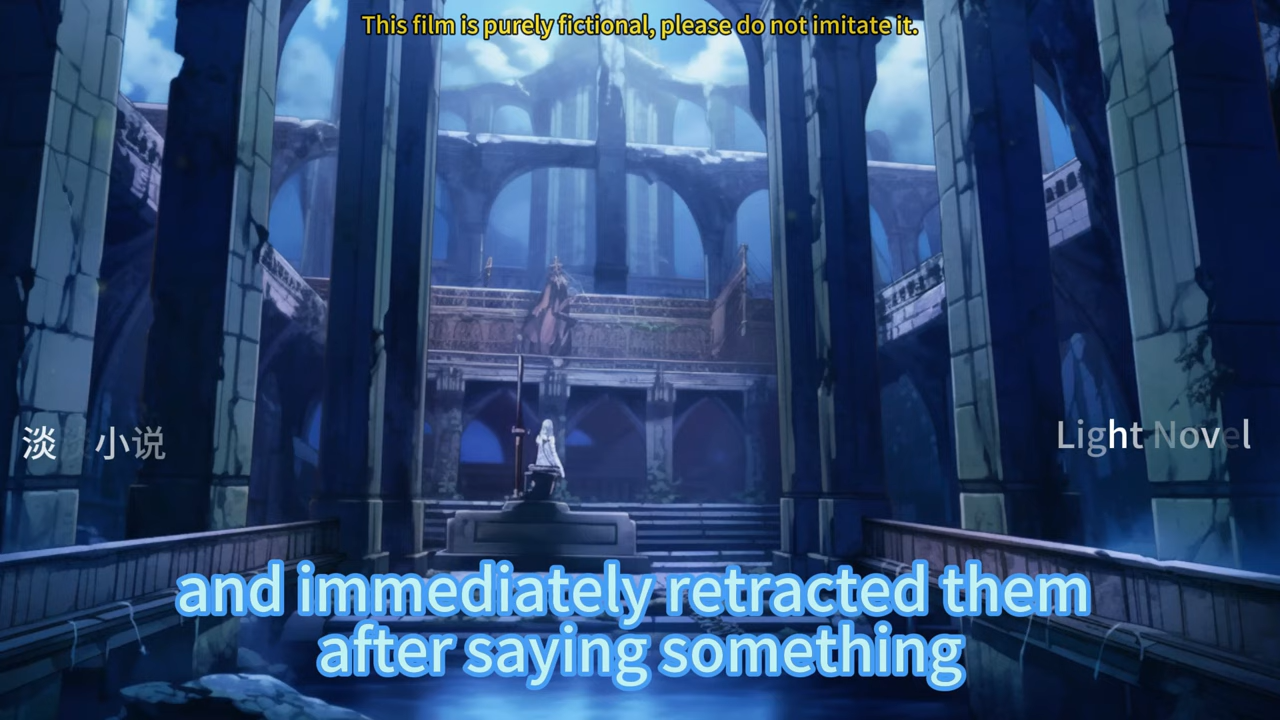 This film is purely fictional, please do not imitate it.
淡 小说
Light Novel
and immediately retracted them
after saying something